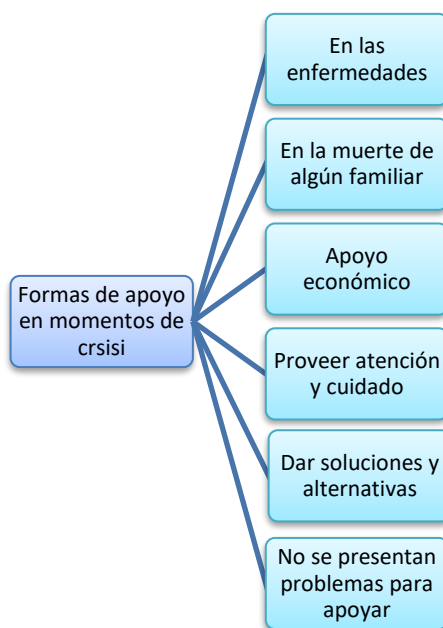 En las
enfermedades
En la muerte de
algún familiar
Apoyo
económico
Formas de apoyo
en momentos de
crsisi
Proveer atención
y cuidado
Dar soluciones y
alternativas
No se presentan
problemas para
apoyar